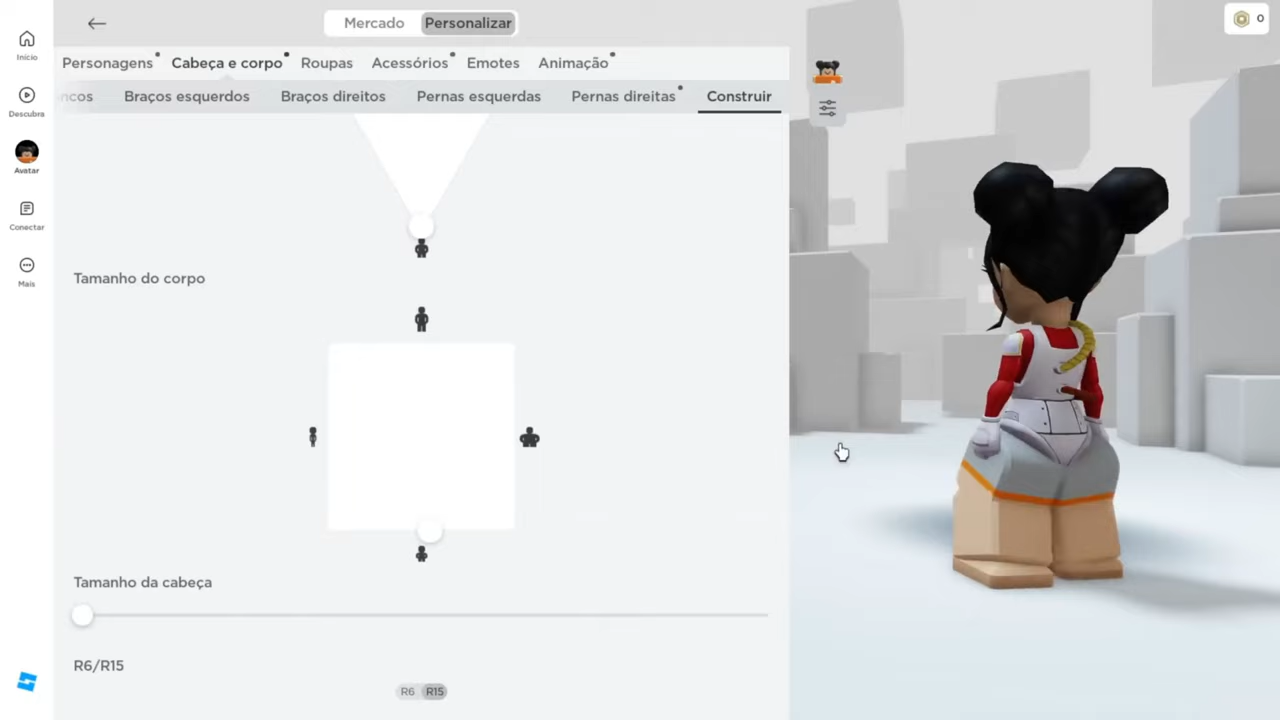 Mercado
Personalizar
0
Início
Descubra
Avatar
Conectar
Mais
Personagens
Cabeça e corpo
Roupas
Acessórios
Emotes
Animação
Braços esquerdos
Braços direitos
Pernas esquerdas
Pernas direitas
Construir
Tamanho do corpo
Tamanho da cabeça
R6/R15
R6
R15